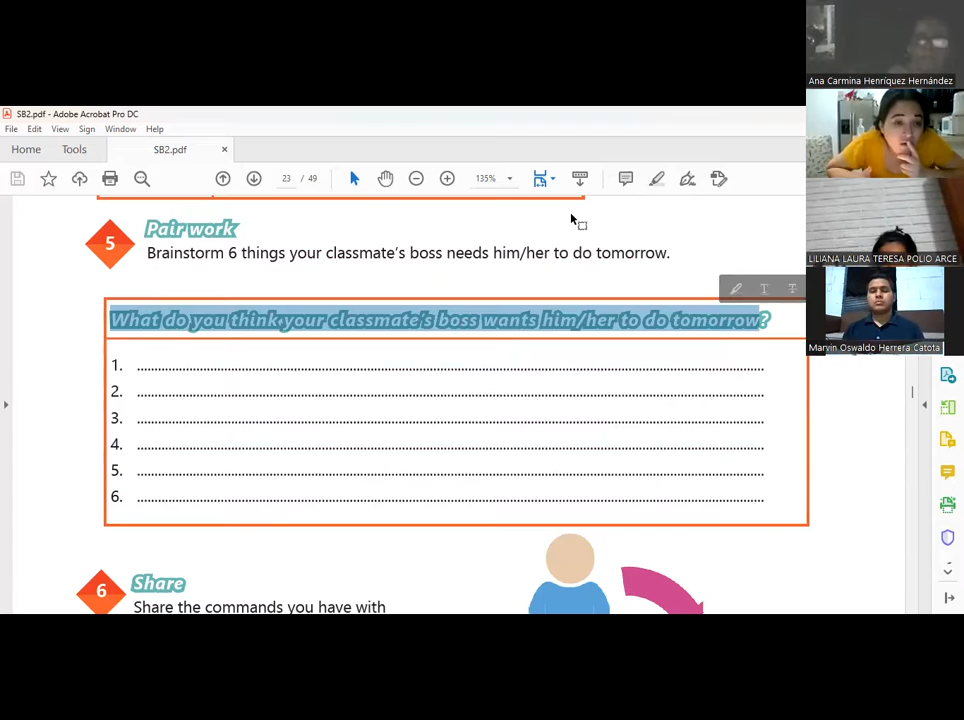 Ana Carmina Henríquez Hernández
SB2.pdf - Adobe Acrobat Pro DC
File Edit View Sign Window Help
Home Tools SB2.pdf ×
23 / 49 135%
LILIANA LAURA TERESA POLIO ARCE
Marvin Oswaldo Herrera Catota
5 Pair work
Brainstorm 6 things your classmate's boss needs him/her to do tomorrow.
What do you think your classmate's boss wants him/her to do tomorrow?
1. ....................
2. ....................
3. ....................
4. ....................
5. ....................
6. ....................
6 Share
Share the commands you have with